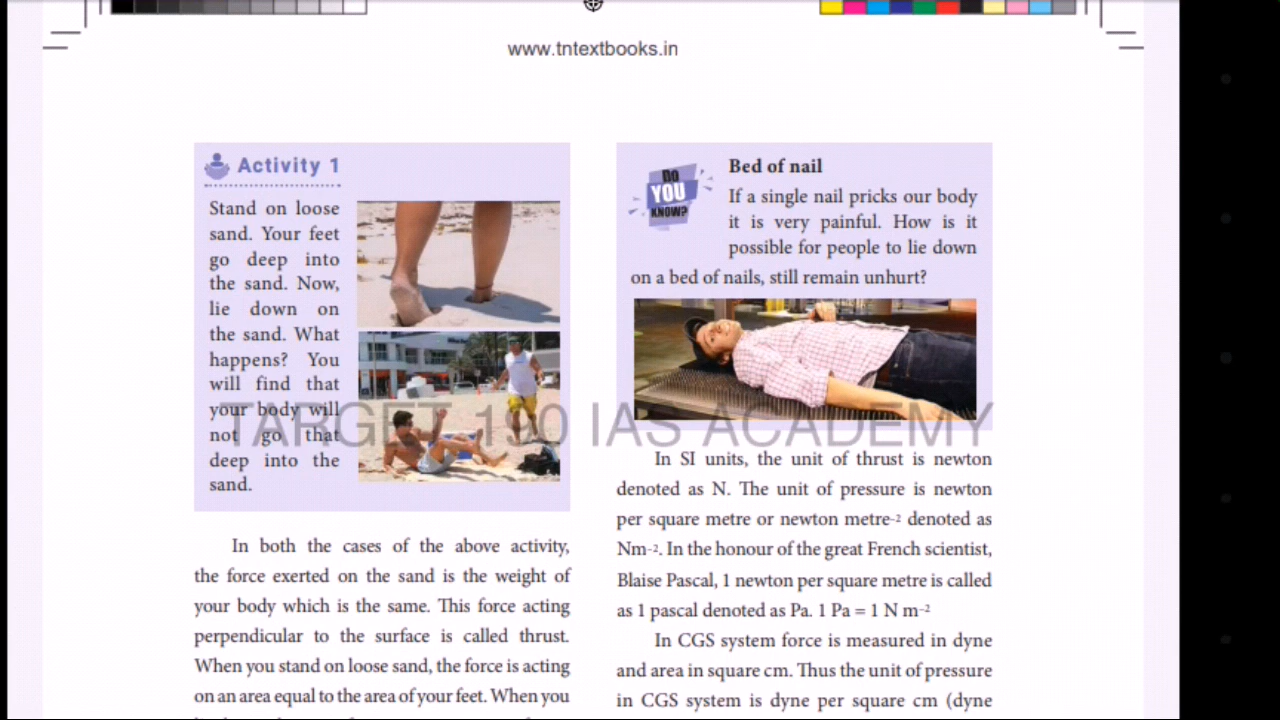 www.tntextbooks.in
Activity 1
Stand on loose
sand. Your feet
go deep into
the sand. Now,
lie down on
the sand. What
happens? You
will find that
your body will
not go that
deep into the
sand.
In both the cases of the above activity,
the force exerted on the sand is the weight of
your body which is the same. This force acting
perpendicular to the surface is called thrust.
When you stand on loose sand, the force is acting
on an area equal to the area of your feet. When you
DO
YOU
KNOW?
Bed of nail
If a single nail pricks our body
it is very painful. How is it
possible for people to lie down
on a bed of nails, still remain unhurt?
TARGET 190 IAS ACADEMY
In SI units, the unit of thrust is newton
denoted as N. The unit of pressure is newton
per square metre or newton metre⁻² denoted as
Nm⁻². In the honour of the great French scientist,
Blaise Pascal, 1 newton per square metre is called
as 1 pascal denoted as Pa. 1 Pa = 1 N m⁻²
In CGS system force is measured in dyne
and area in square cm. Thus the unit of pressure
in CGS system is dyne per square cm (dyne